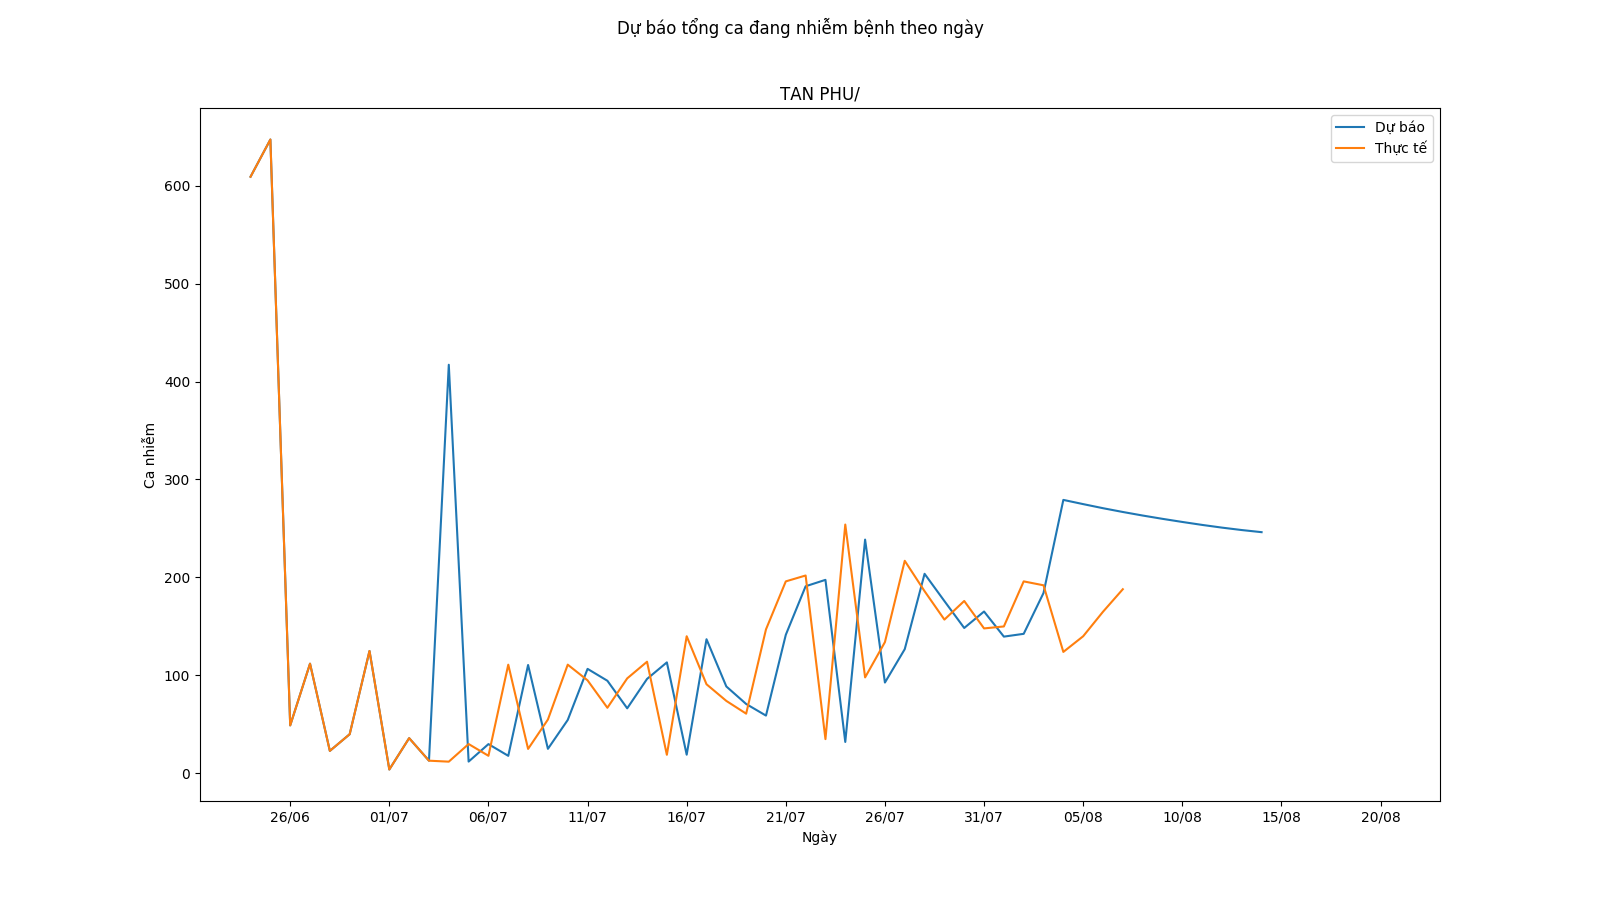 Dự báo tổng ca đang nhiễm bệnh theo ngày
TAN PHU/
Dự báo
Thực tế
600
500
400
300
200
100
0
Ca nhiễm
26/06 01/07 06/07 11/07 16/07 21/07 26/07 31/07 05/08 10/08 15/08 20/08
Ngày